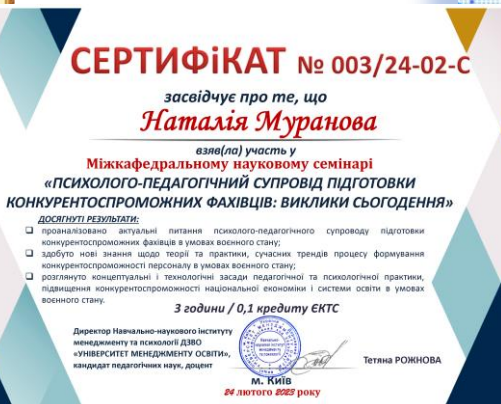 СЕРТИФІКАТ № 003/24-02-С
засвідчує про те, що
Наталія Муранова
взяв(ла) участь у
Міжкафедральному науковому семінарі
«ПСИХОЛОГО-ПЕДАГОГІЧНИЙ СУПРОВІД ПІДГОТОВКИ
КОНКУРЕНТОСПРОМОЖНИХ ФАХІВЦІВ: ВИКЛИКИ СЬОГОДЕННЯ»
ДОСЯГНУТІ РЕЗУЛЬТАТИ:
проаналізовано актуальні питання психолого-педагогічного супроводу підготовки
конкурентоспроможних фахівців в умовах воєнного стану;
здобуто нові знання щодо теорії та практики, сучасних трендів процесу формування
конкурентоспроможності персоналу в умовах воєнного стану;
розглянуто концептуальні і технологічні засади педагогічної та психологічної практики,
підвищення конкурентоспроможності національної економіки і системи освіти в умовах
воєнного стану.
3 години / 0,1 кредиту ЄКТС
Директор Навчально-наукового інституту
менеджменту та психології ДЗВО
«УНІВЕРСИТЕТ МЕНЕДЖМЕНТУ ОСВІТИ»,
кандидат педагогічних наук, доцент
Тетяна РОЖНОВА
м. Київ
24 лютого 2023 року